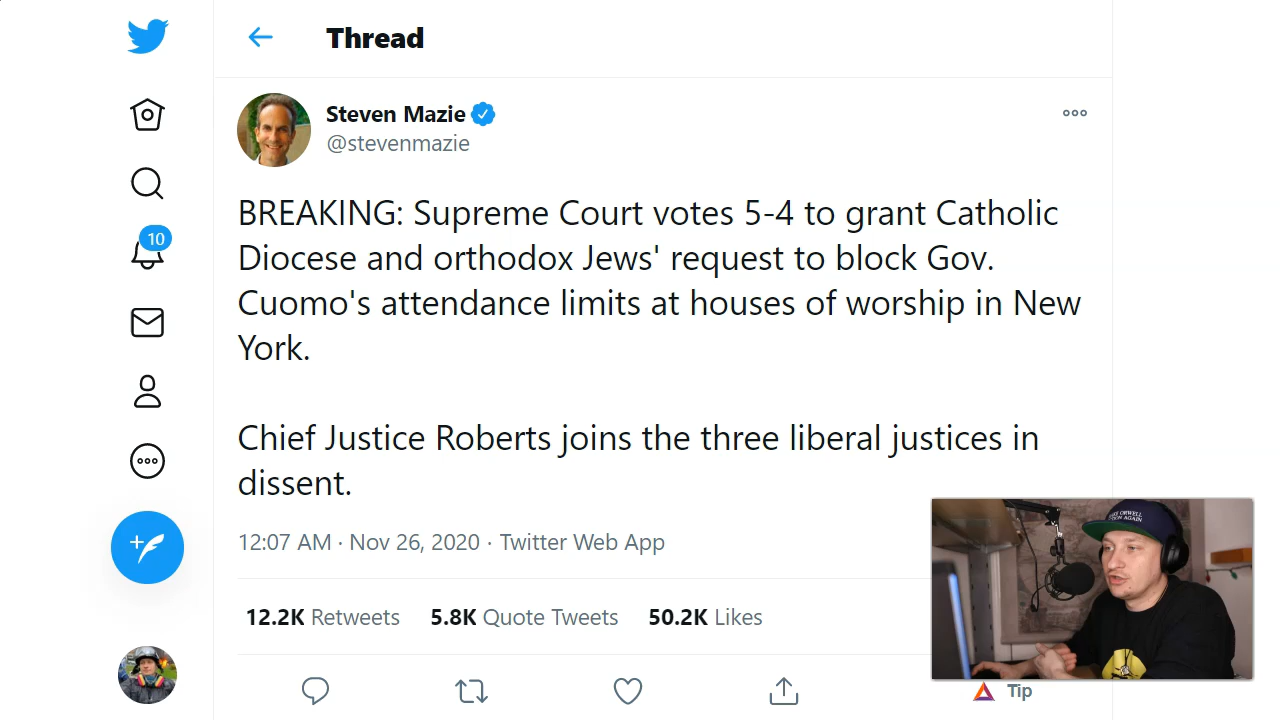 Thread
Steven Mazie
@stevenmazie
BREAKING: Supreme Court votes 5-4 to grant Catholic
Diocese and orthodox Jews' request to block Gov.
Cuomo's attendance limits at houses of worship in New
York.
Chief Justice Roberts joins the three liberal justices in
dissent.
12:07 AM · Nov 26, 2020 · Twitter Web App
12.2K Retweets 5.8K Quote Tweets 50.2K Likes
Tip
10
ORWELL
AGAIN